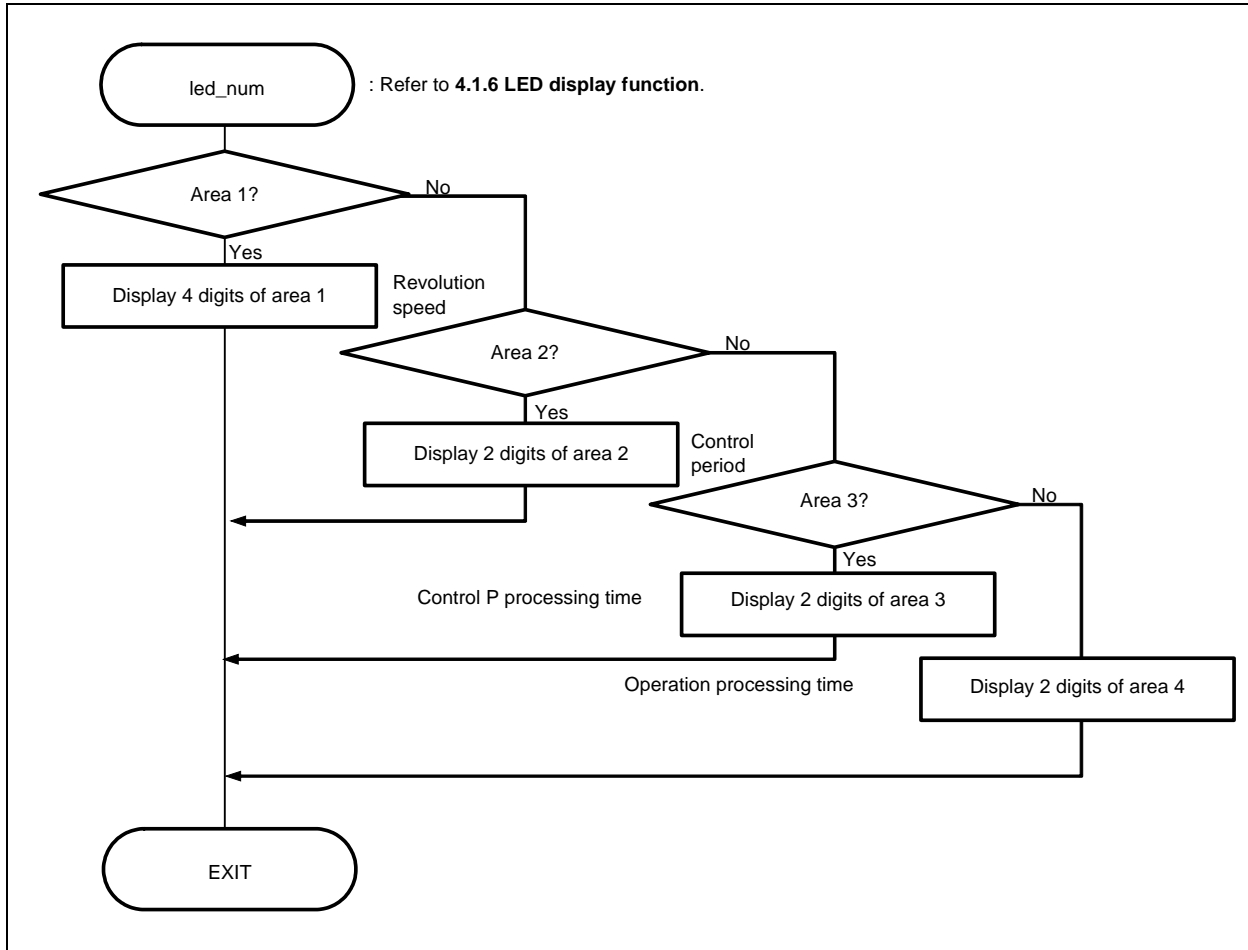 led_num
: Refer to 4.1.6 LED display function.
Area 1?
No
Yes
Display 4 digits of area 1
Revolution
speed
Area 2?
No
Yes
Display 2 digits of area 2
Control
period
Area 3?
No
Yes
Control P processing time
Display 2 digits of area 3
Operation processing time
Display 2 digits of area 4
EXIT